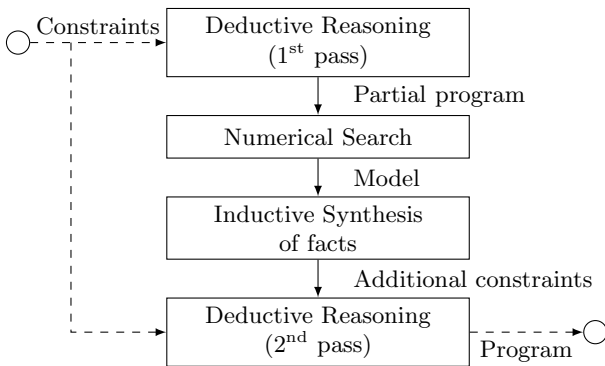 Constraints
Deductive Reasoning
(1st pass)
Partial program
Numerical Search
Model
Inductive Synthesis
of facts
Additional constraints
Deductive Reasoning
(2nd pass)
Program